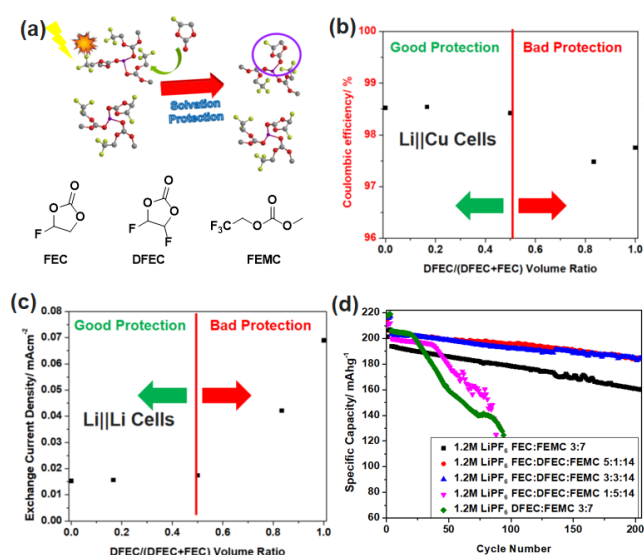 (a)
Solvation
Protection
O
O
O
F
FEC
O
O
O
F
F
DFEC
O
F₃C
O
O
FEMC
(b)
Good Protection
Bad Protection
Li||Cu Cells
Coulombic efficiency/ %
100
99
98
97
96
0.0 0.2 0.4 0.6 0.8 1.0
DFEC/(DFEC+FEC) Volume Ratio
(c)
Good Protection
Bad Protection
Li||Li Cells
Exchange Current Density/ mAcm⁻²
0.08
0.07
0.06
0.05
0.04
0.03
0.02
0.01
0.00
0.0 0.2 0.4 0.6 0.8 1.0
DFEC/(DFEC+FEC) Volume Ratio
(d)
Specific Capacity/ mAhg⁻¹
220
200
180
160
140
120
100
80
60
0 50 100 150 200
Cycle Number
1.2M LiPF₆ FEC:FEMC 3:7
1.2M LiPF₆ FEC:DFEC:FEMC 5:1:14
1.2M LiPF₆ FEC:DFEC:FEMC 3:3:14
1.2M LiPF₆ FEC:DFEC:FEMC 1:5:14
1.2M LiPF₆ DFEC:FEMC 3:7